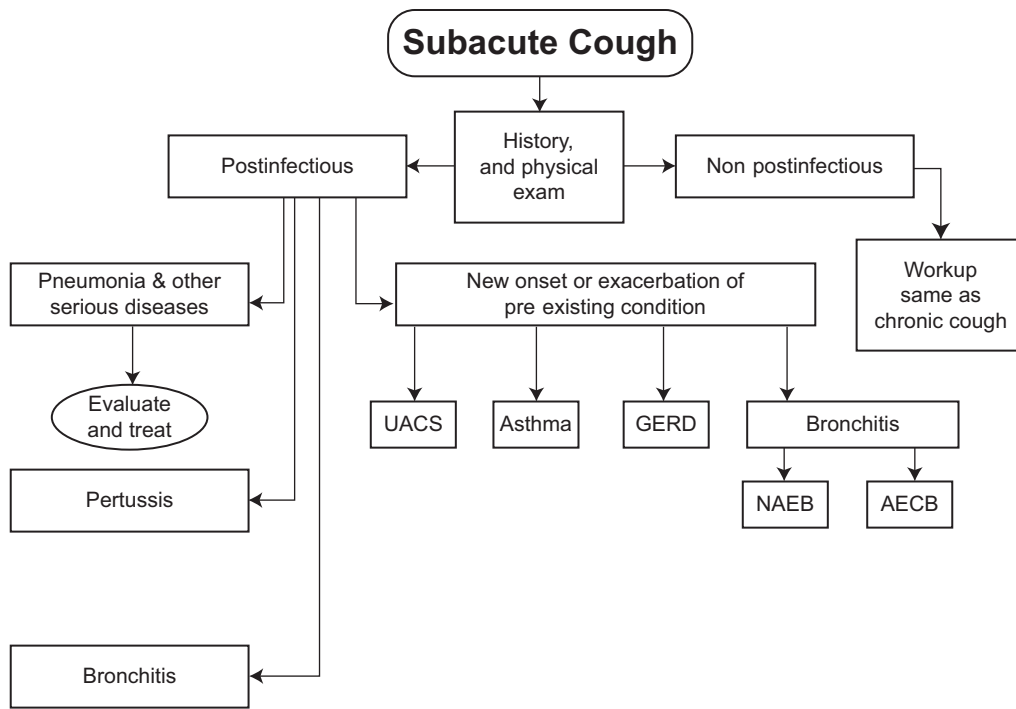 Subacute Cough
History,
and physical
exam
Postinfectious
Non postinfectious
Pneumonia & other
serious diseases
New onset or exacerbation of
pre existing condition
Workup
same as
chronic cough
Evaluate
and treat
UACS
Asthma
GERD
Bronchitis
Pertussis
NAEB
AECB
Bronchitis